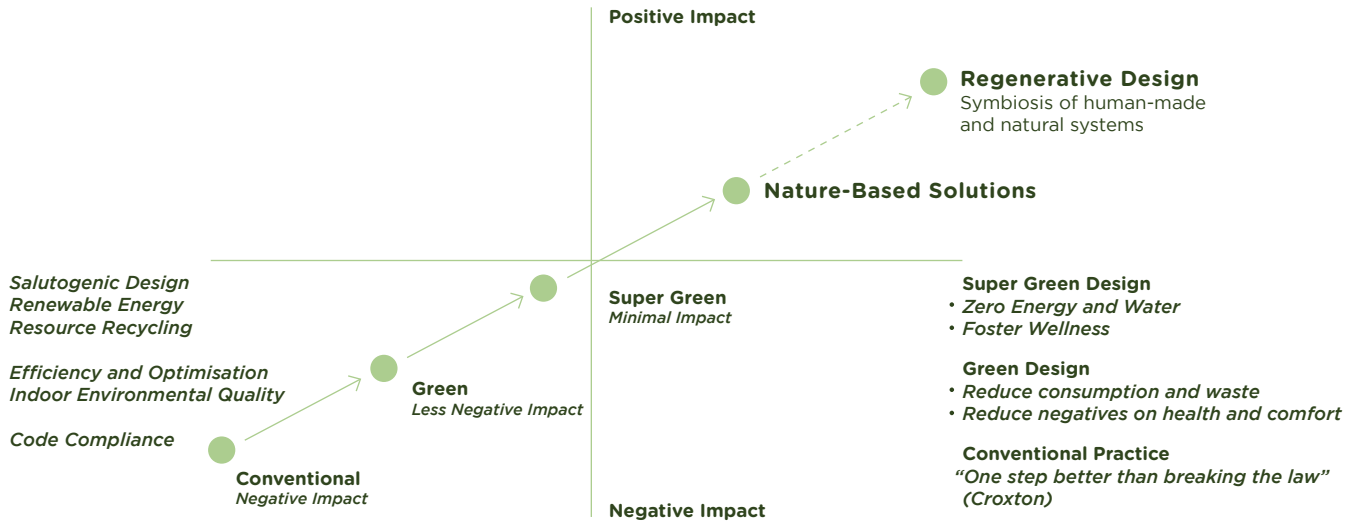 Positive Impact
Regenerative Design
Symbiosis of human-made
and natural systems
Nature-Based Solutions
Salutogenic Design
Renewable Energy
Resource Recycling
Efficiency and Optimisation
Indoor Environmental Quality
Code Compliance
Super Green
Minimal Impact
Green
Less Negative Impact
Conventional
Negative Impact
Negative Impact
Super Green Design
• Zero Energy and Water
• Foster Wellness
Green Design
• Reduce consumption and waste
• Reduce negatives on health and comfort
Conventional Practice
“One step better than breaking the law”
(Croxton)